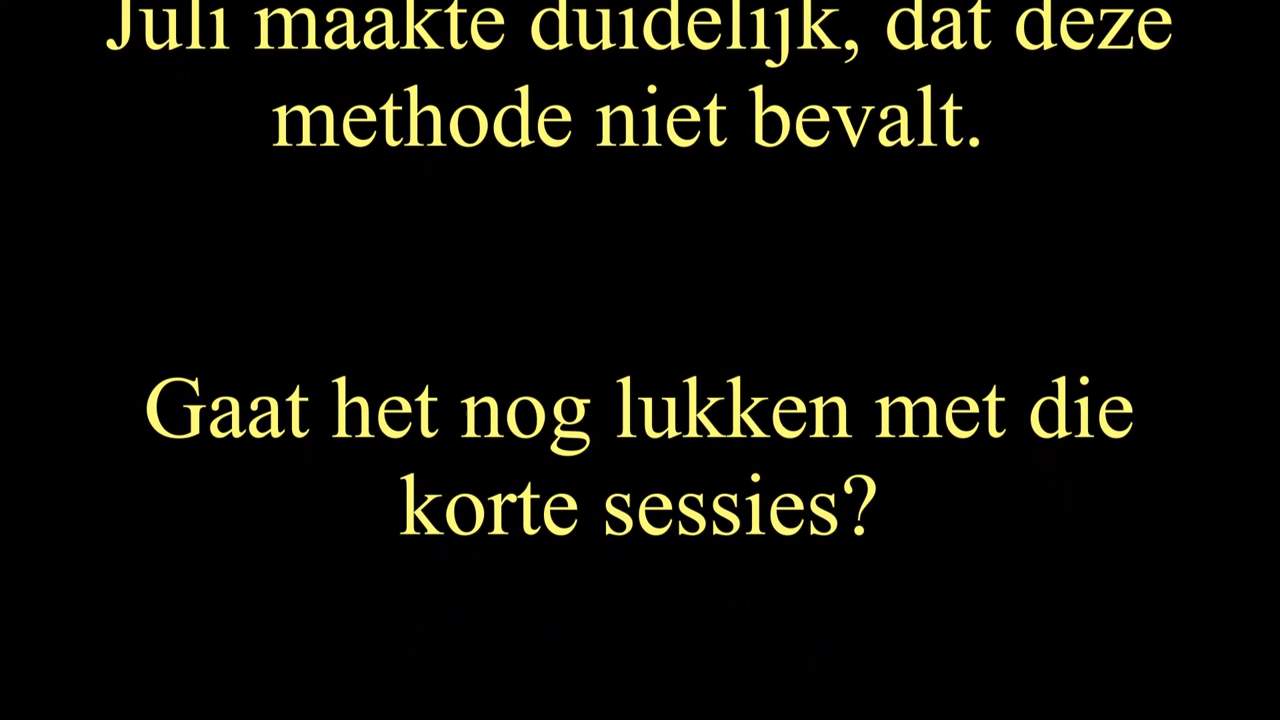 Juli maakte duidelijk, dat deze
methode niet bevalt.
Gaat het nog lukken met die
korte sessies?